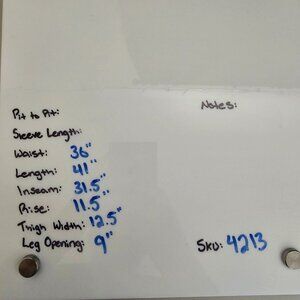 Pit to Pit:
Notes:
Sleeve Length:
Waist: 36"
Length: 41"
Inseam: 31.5"
Rise: 11.5"
Thigh Width: 12.5"
Leg Opening: 9"
SKU: 4213